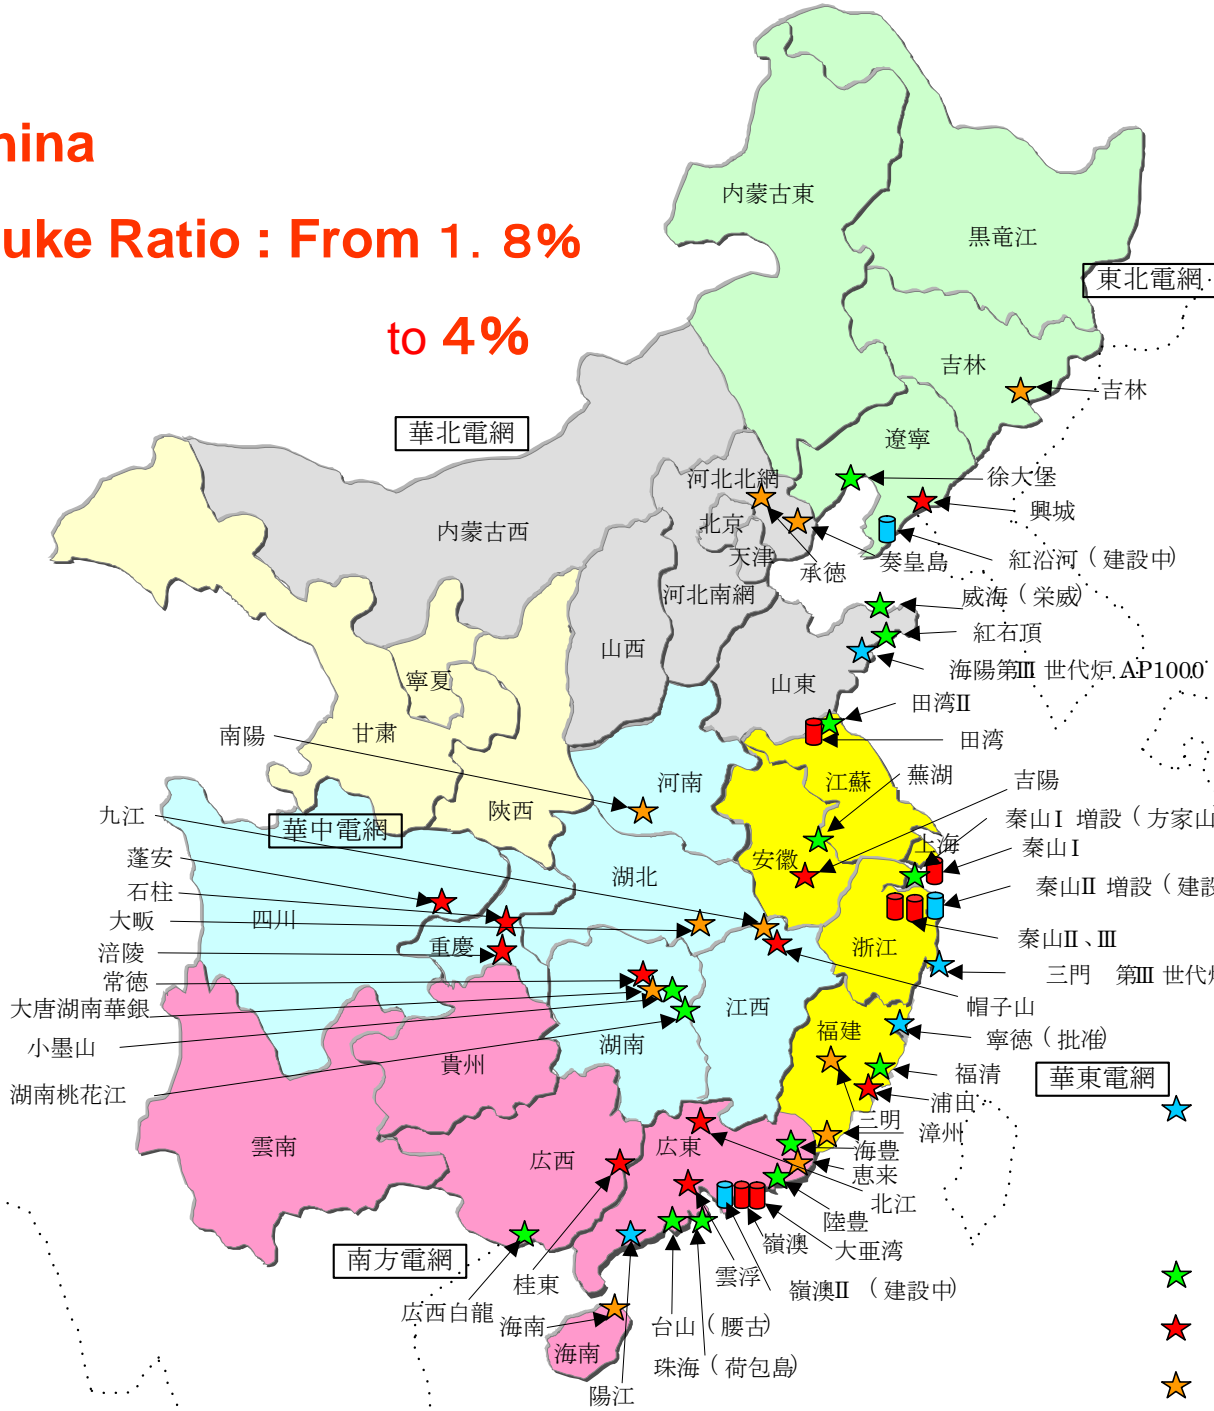 hina
uke Ratio : From １．８％
to ４％
内蒙古東
黒竜江
東北電網
吉林
吉林
華北電網
遼寧
河北北網
徐大堡
興城
北京
内蒙古西
天津
承徳
秦皇島
紅沿河（建設中）
河北南網
威海（栄威）
紅石頂
山西
海陽第Ⅲ 世代炉.AP1000
寧夏
山東
田湾Ⅱ
南陽
甘粛
田湾
河南
江蘇
蕪湖
吉陽
九江
陝西
秦山Ⅰ 増設（方家山
華中電網
上海
秦山Ⅰ
蓬安
安徽
石柱
湖北
秦山Ⅱ 増設（建設
大畈
四川
重慶
秦山Ⅱ、Ⅲ
涪陵
浙江
三門　第Ⅲ 世代炉
常徳
大唐湖南華銀
江西
帽子山
小墨山
湖南
福建
寧徳（批准）
貴州
福清
華東電網
湖南桃花江
浦田
三明
漳州
雲南
広西
広東
海豊
恵来
北江
陸豊
嶺澳
大亜湾
南方電網
桂東
雲浮
嶺澳Ⅱ （建設中）
広西白龍
海南
台山（腰古）
海南
珠海（荷包島）
陽江